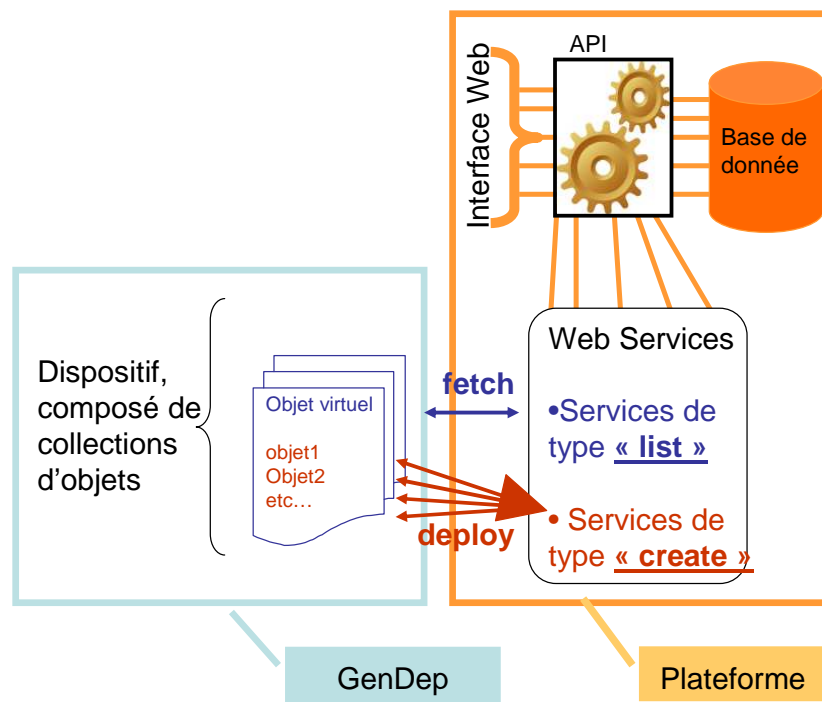 API
Interface Web
Base de
donnée
Dispositif,
composé de
collections
d’objets
Objet virtuel
objet1
Objet2
etc…
fetch
deploy
Web Services
•Services de
type « list »
• Services de
type « create »
GenDep
Plateforme